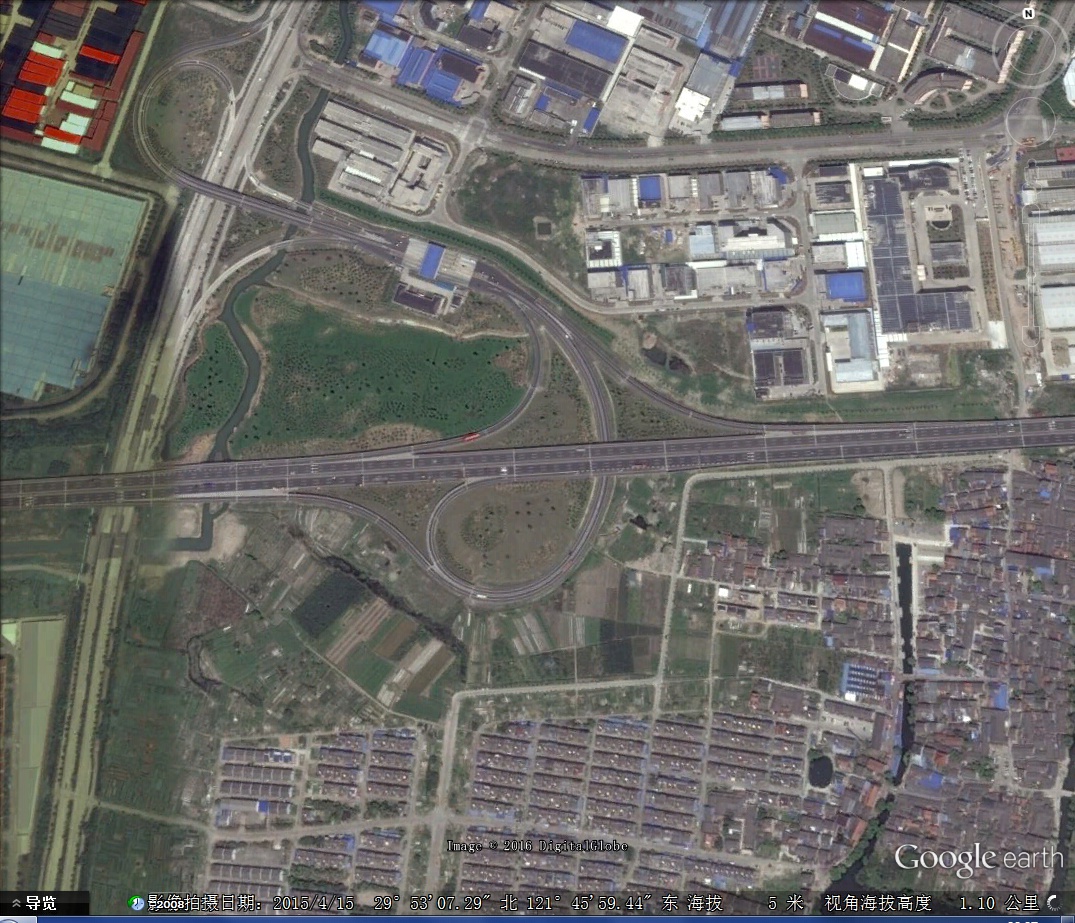 N
Image © 2016 DigitalGlobe
Google earth
导览 2008 影像拍摄日期: 2015/4/15 29° 53'07.29" 北 121° 45'59.44" 东 海拔 5 米 视角海拔高度 1.10 公里